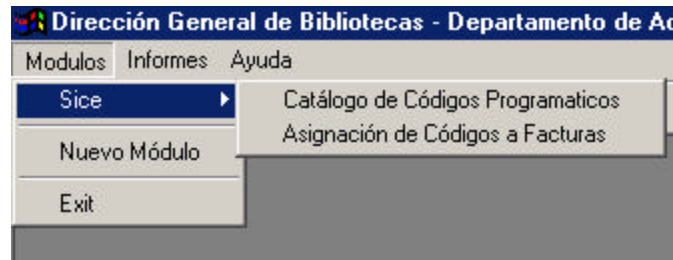 Dirección General de Bibliotecas - Departamento de
Modulos Informes Ayuda
Sice
Catálogo de Códigos Programaticos
Asignación de Códigos a Facturas
Nuevo Módulo
Exit